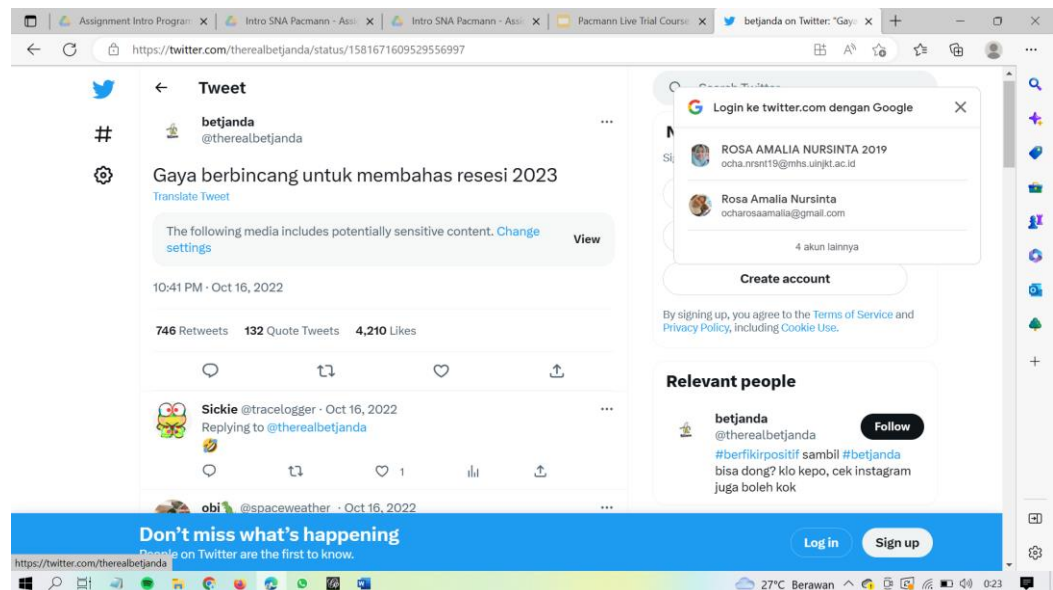 Assignment Intro Program
Intro SNA Pacmann - Assi
Intro SNA Pacmann - Assi
Pacmann Live Trial Course
betjanda on Twitter: "Gaya
https://twitter.com/therealbetjanda/status/1581671609529556997
Tweet
betjanda
@therealbetjanda
Gaya berbincang untuk membahas resesi 2023
Translate Tweet
The following media includes potentially sensitive content. Change
settings
View
10:41 PM · Oct 16, 2022
746 Retweets 132 Quote Tweets 4,210 Likes
Sickie @tracelogger · Oct 16, 2022
Replying to @therealbetjanda
🤣
1
obi🦎 @spaceweather · Oct 16, 2022
Search Twitter
Login ke twitter.com dengan Google
ROSA AMALIA NURSINTA 2019
ocha.nrsnt19@mhs.uinjkt.ac.id
Rosa Amalia Nursinta
ocharosaamalia@gmail.com
4 akun lainnya
Create account
By signing up, you agree to the Terms of Service and
Privacy Policy, including Cookie Use.
Relevant people
betjanda
@therealbetjanda
Follow
#berfikirpositif sambil #betjanda
bisa dong? klo kepo, cek instagram
juga boleh kok
Don't miss what's happening
People on Twitter are the first to know.
Log in
Sign up
https://twitter.com/therealbetjanda
27°C Berawan
0:23